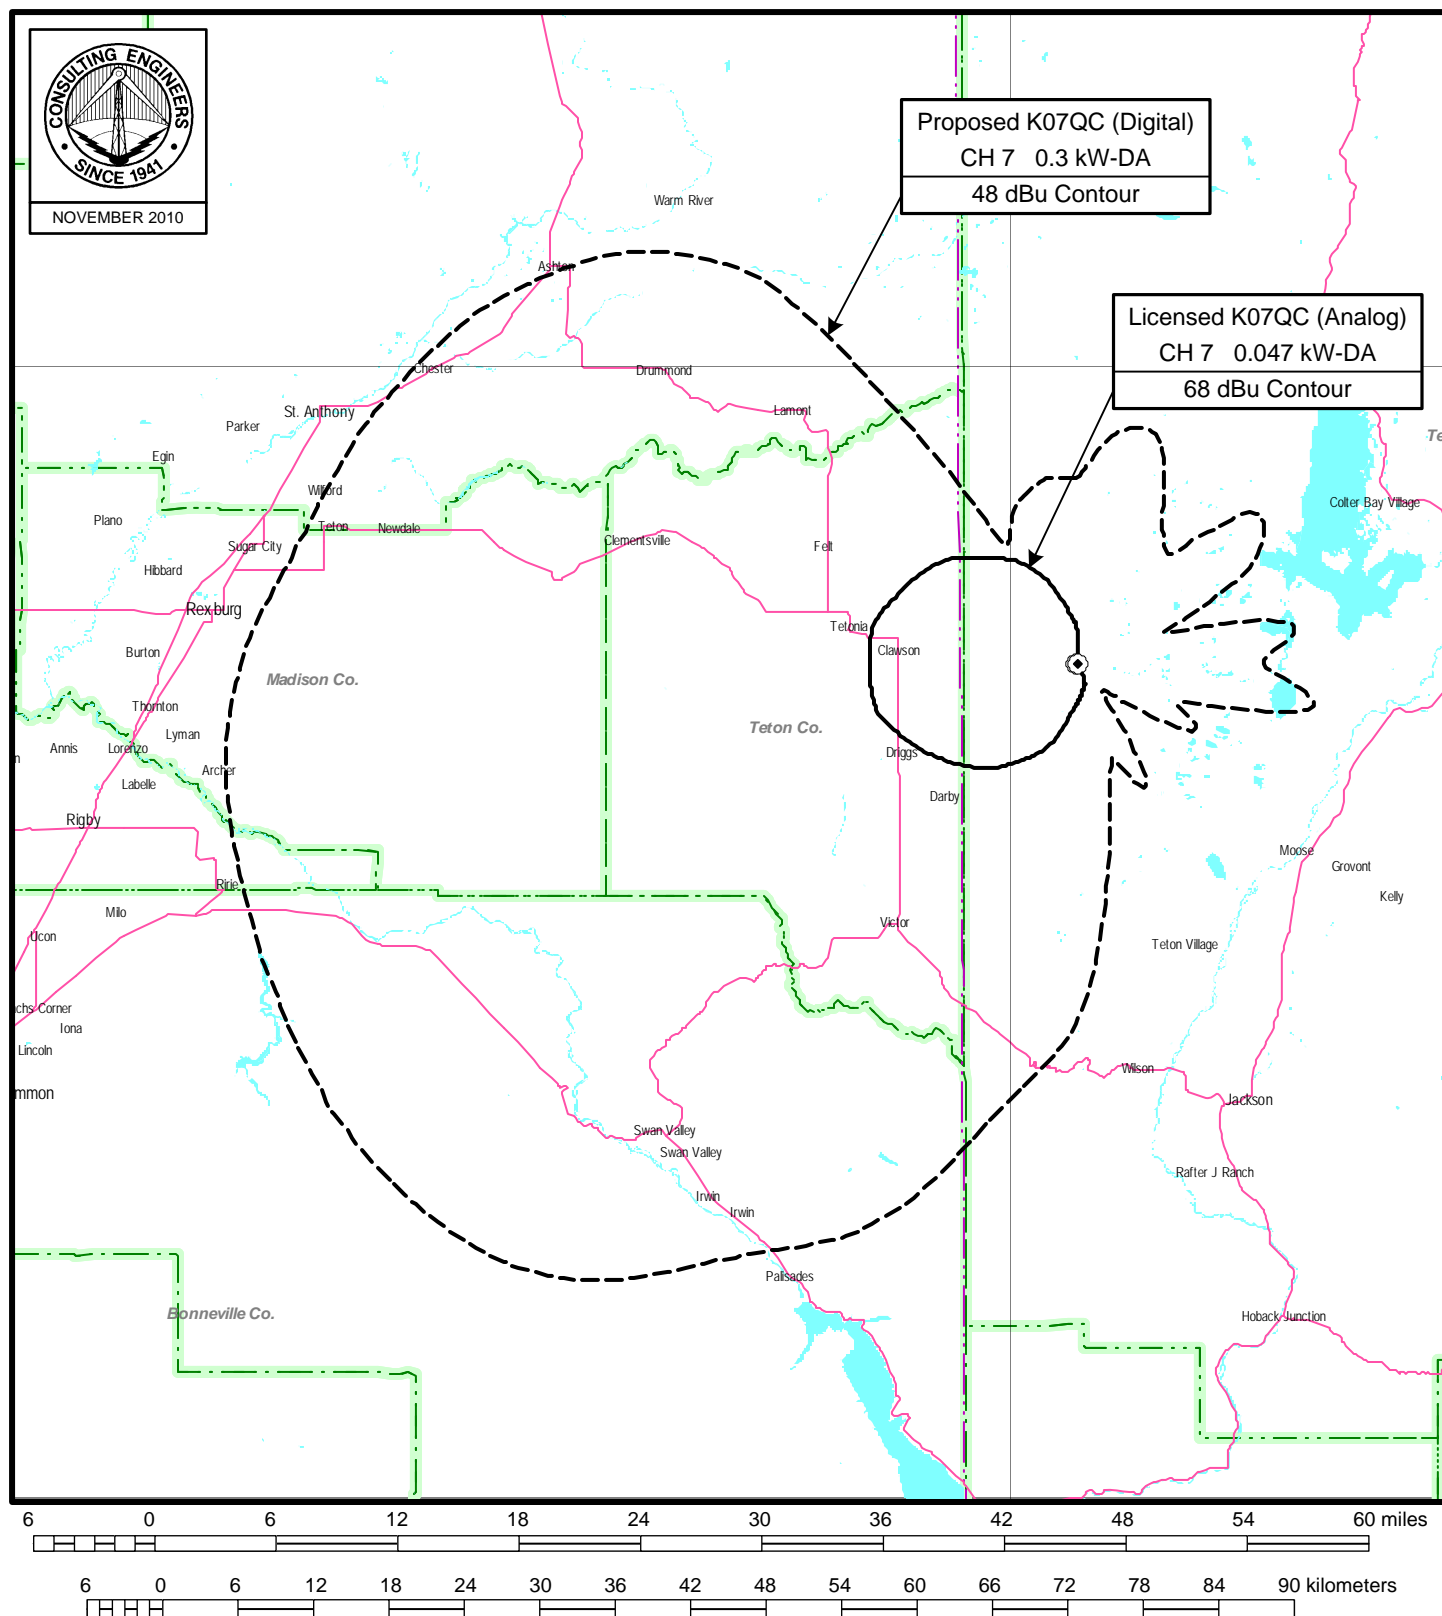 CONSULTING ENGINEERS
• SINCE 1941 •
NOVEMBER 2010
Proposed K07QC (Digital)
CH 7 0.3 kW-DA
48 dBu Contour
Licensed K07QC (Analog)
CH 7 0.047 kW-DA
68 dBu Contour
Warm River
Ashton
Chester
Drummond
St. Anthony
Lamont
Parker
Te
Egin
Wilford
Colter Bay Village
Plano
Teton
Newdale
Sugar City
Clementsville
Felt
Hibbard
Rexburg
Tetonia
Burton
Clawson
Madison Co.
Thornton
Teton Co.
Lyman
Annis
Lorenzo
Driggs
n
Archer
Labelle
Darby
Rigby
Moose
Grovont
Ririe
Kelly
Milo
Victor
Ucon
Teton Village
chs Corner
Iona
Lincoln
Wilson
mmon
Jackson
Swan Valley
Swan Valley
Rafter J Ranch
Irwin
Irwin
Palisades
Bonneville Co.
Hoback Junction
6 0 6 12 18 24 30 36 42 48 54 60 miles
6 0 6 12 18 24 30 36 42 48 54 60 66 72 78 84 90 kilometers